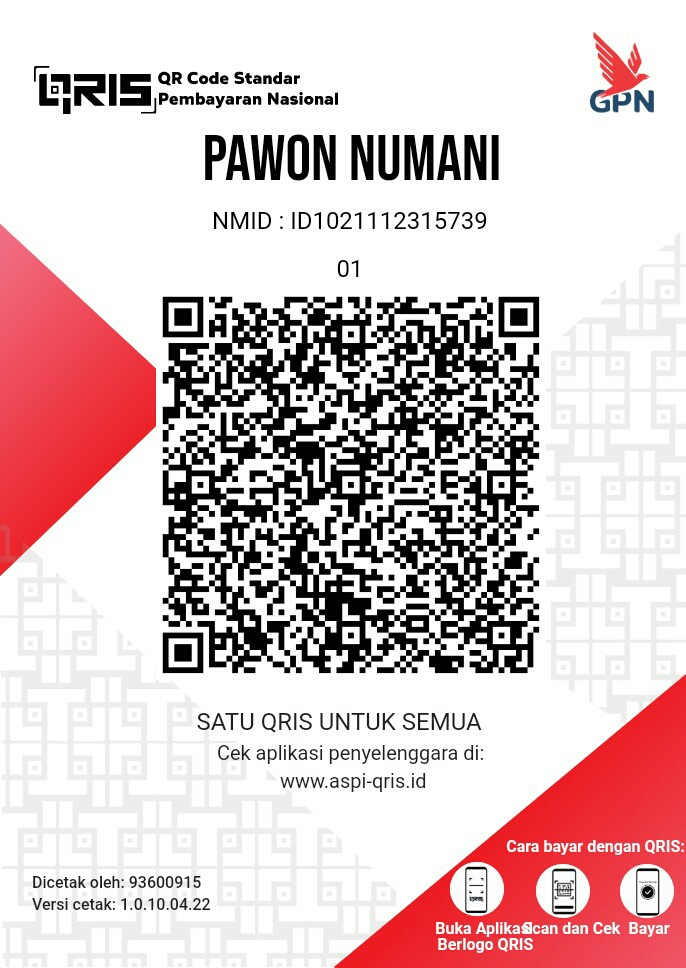 QRIS
QR Code Standar
Pembayaran Nasional
GPN
PAWON NUMANI
NMID : ID1021112315739
01
SATU QRIS UNTUK SEMUA
Cek aplikasi penyelenggara di:
www.aspi-qris.id
Dicetak oleh: 93600915
Versi cetak: 1.0.10.04.22
Cara bayar dengan QRIS:
Buka Aplikasi
Berlogo QRIS
Scan dan Cek
Bayar